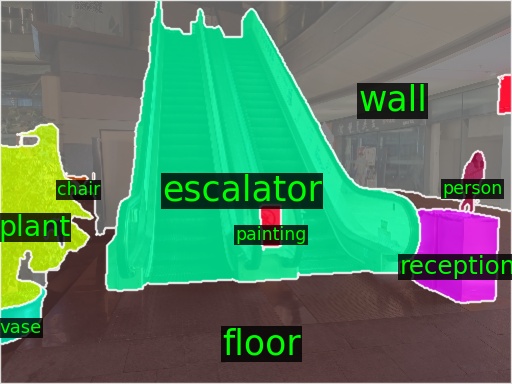 wall
chair
escalator
person
plant
painting
reception
vase
floor